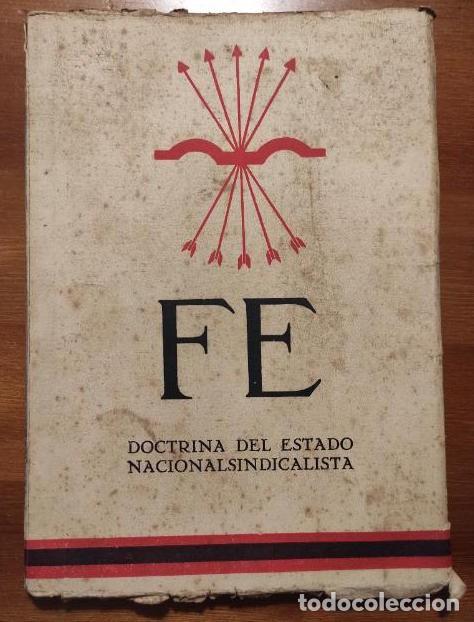 FE
DOCTRINA DEL ESTADO
NACIONALSINDICALISTA
todocoleccion